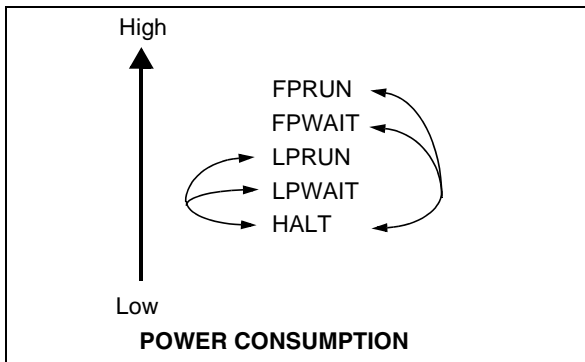 High
FPRUN
FPWAIT
LPRUN
LPWAIT
HALT
Low
POWER CONSUMPTION